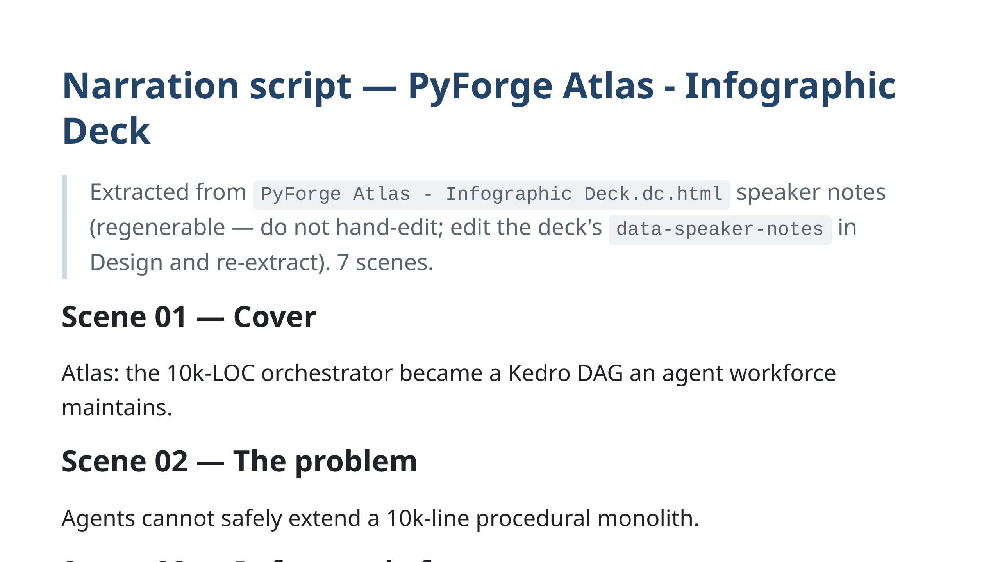 Narration script — PyForge Atlas - Infographic
Deck
Extracted from PyForge Atlas - Infographic Deck.dc.html speaker notes
(regenerable — do not hand-edit; edit the deck's data-speaker-notes in
Design and re-extract). 7 scenes.
Scene 01 — Cover
Atlas: the 10k-LOC orchestrator became a Kedro DAG an agent workforce
maintains.
Scene 02 — The problem
Agents cannot safely extend a 10k-line procedural monolith.